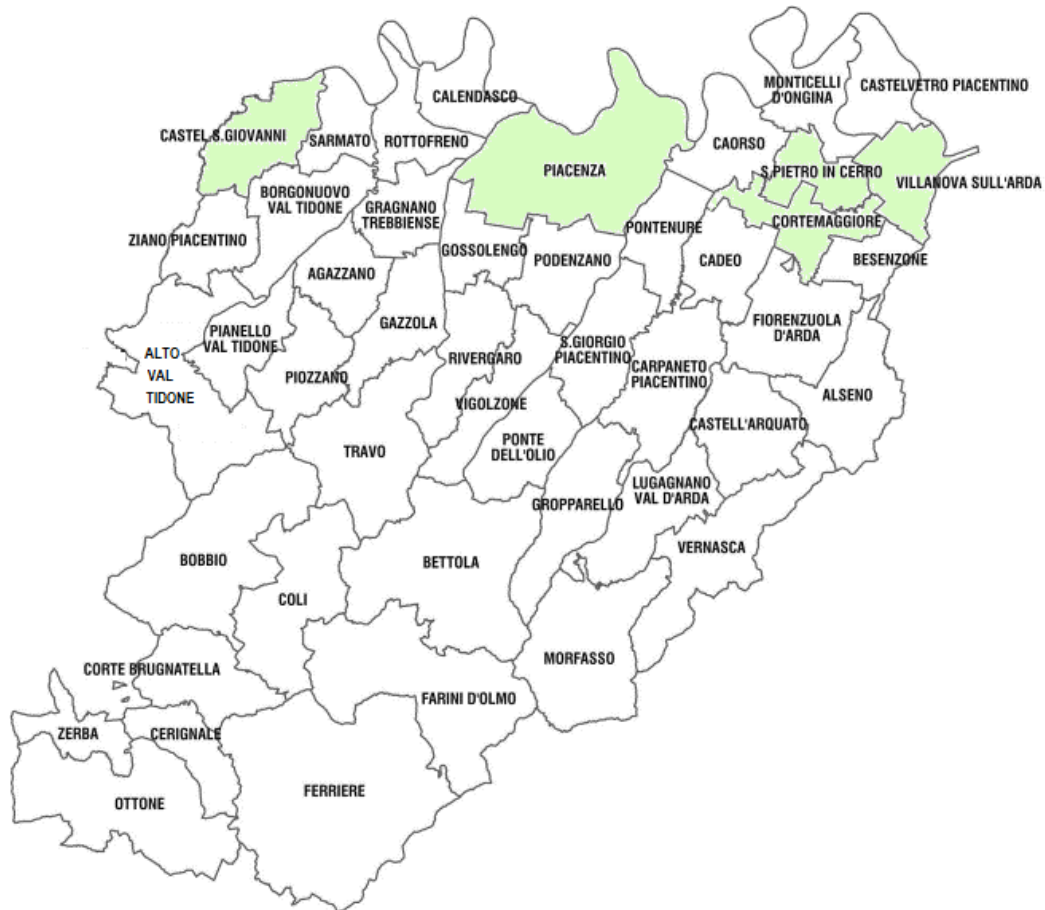 CALENDASCO
MONTICELLI
D'ONGINA
CASTELVETRO PIACENTINO
CASTEL S.GIOVANNI
SARMATO
ROTTOFRENO
CAORSO
PIACENZA
S.PIETRO IN CERRO
VILLANOVA SULL'ARDA
BORGONUOVO
VAL TIDONE
GRAGNANO
TREBBIENSE
CORTEMAGGIORE
PONTENURE
ZIANO PIACENTINO
GOSSOLENGO
PODENZANO
CADEO
BESENZONE
AGAZZANO
GAZZOLA
FIORENZUOLA
D'ARDA
PIANELLO
VAL TIDONE
S.GIORGIO
PIACENTINO
ALTO
VAL
TIDONE
RIVERGARO
CARPANETO
PIACENTINO
PIOZZANO
ALSENO
VIGOLZONE
CASTELL'ARQUATO
TRAVO
PONTE
DELL'OLIO
LUGAGNANO
VAL D'ARDA
GROPPARELLO
VERNASCA
BOBBIO
BETTOLA
COLI
MORFASSO
CORTE BRUGNATELLA
FARINI D'OLMO
ZERBA
CERIGNALE
FERRIERE
OTTONE